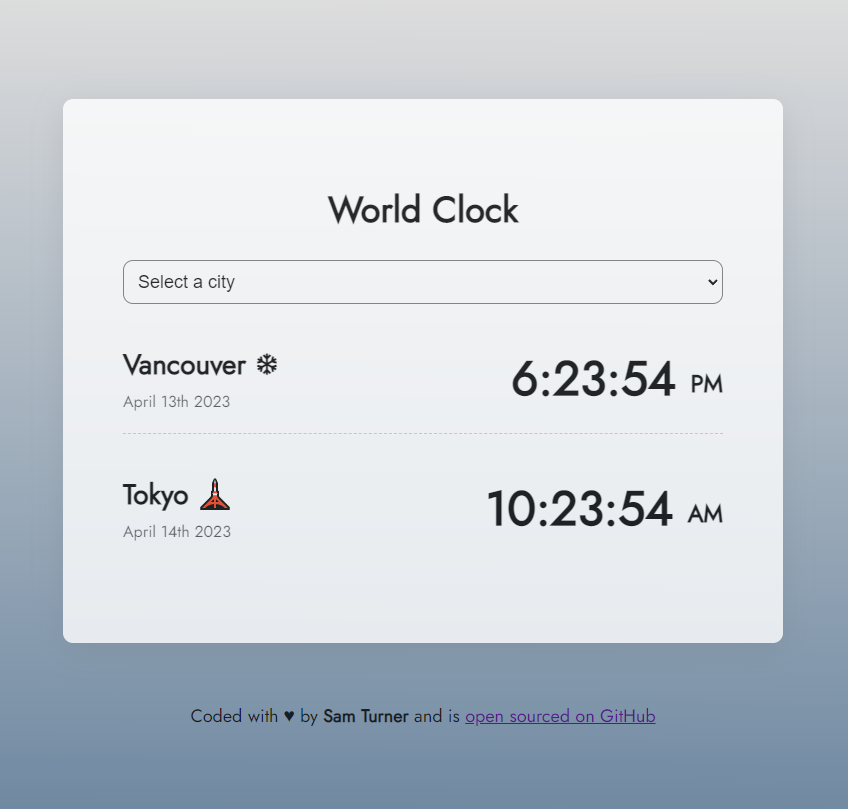 World Clock
Select a city
Vancouver ❄
6:23:54 PM
April 13th 2023
Tokyo 🗼
10:23:54 AM
April 14th 2023
Coded with ♥ by Sam Turner and is open sourced on GitHub